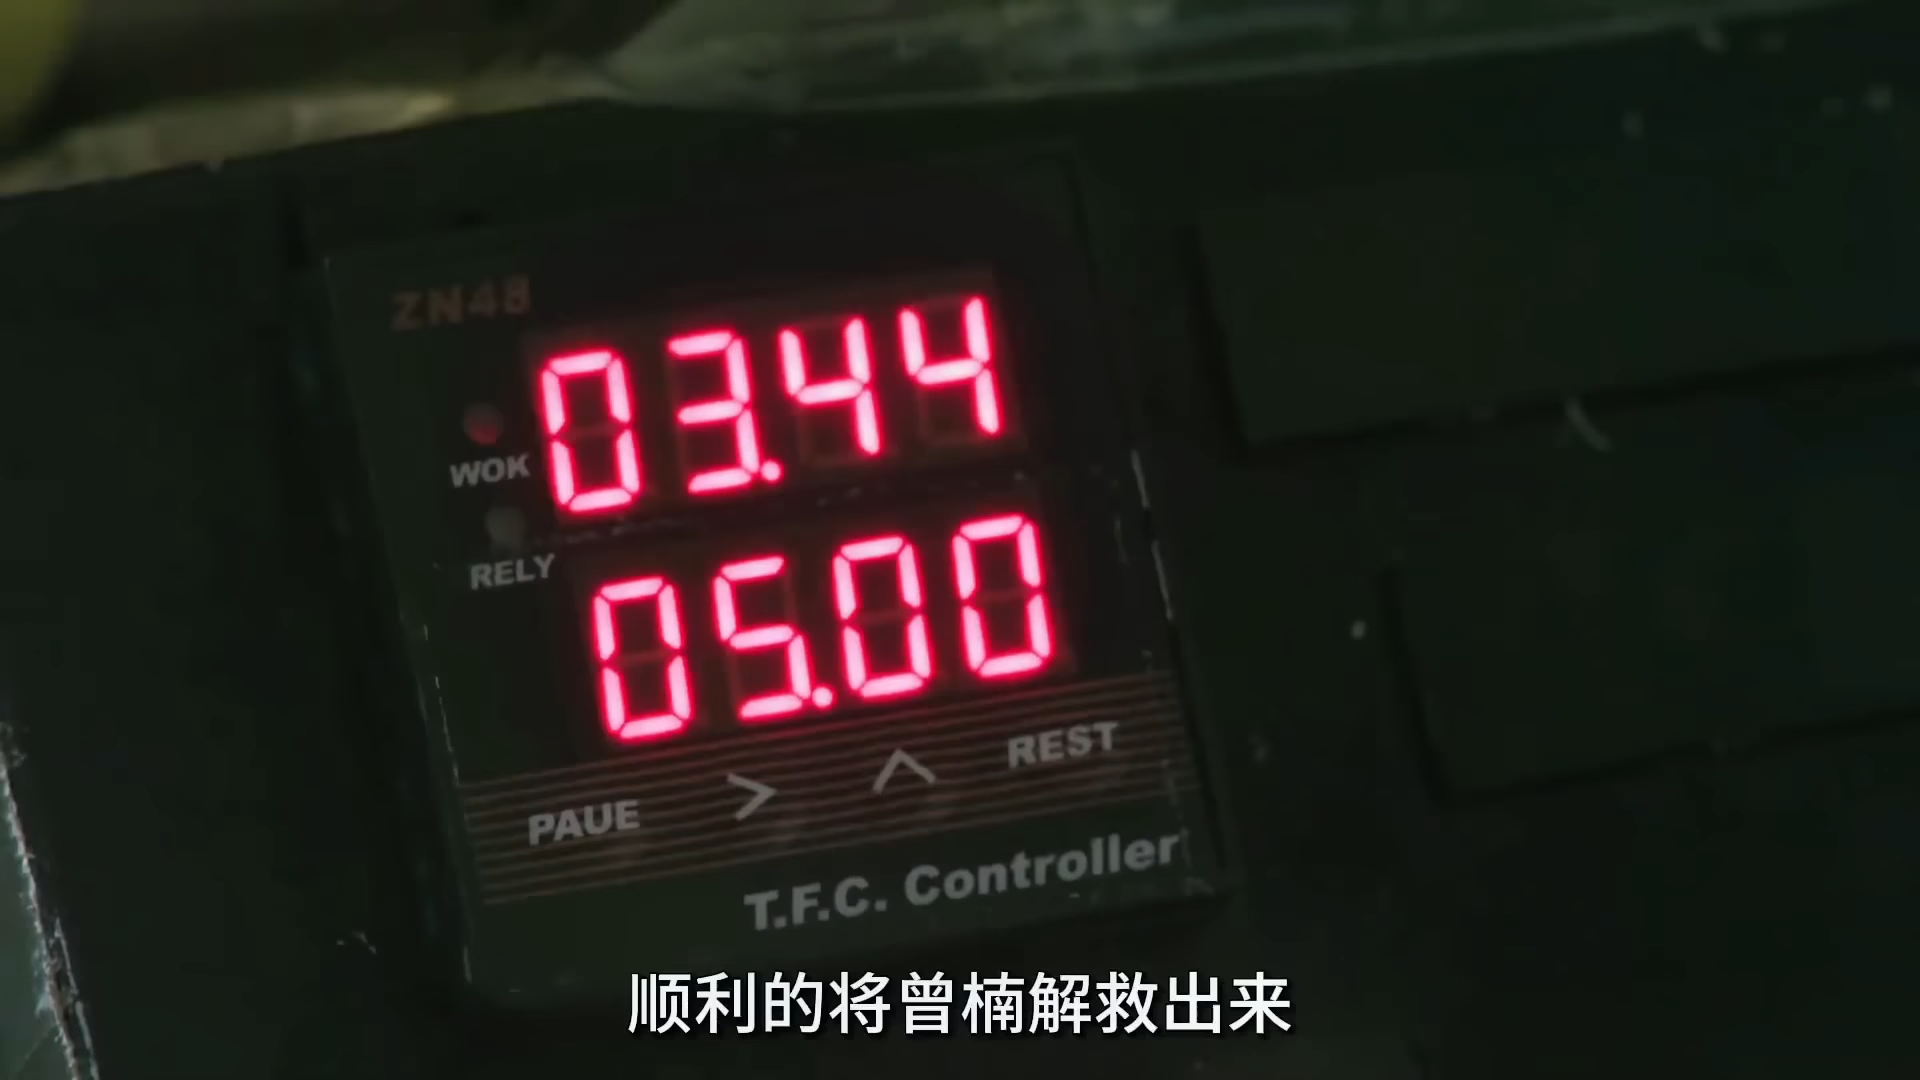 ZN48
03.44
WOK
RELY
05.00
PAUE > ^ REST
T.F.C. Controller
顺利的将曾楠解救出来